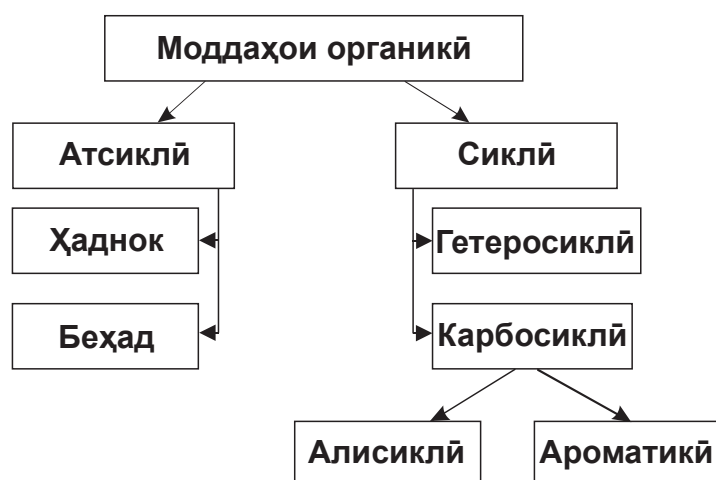 Моддаҳои органикӣ
Атсиклӣ
Сиклӣ
Ҳаднок
Гетеросиклӣ
Беҳад
Карбосиклӣ
Алисиклӣ
Ароматикӣ